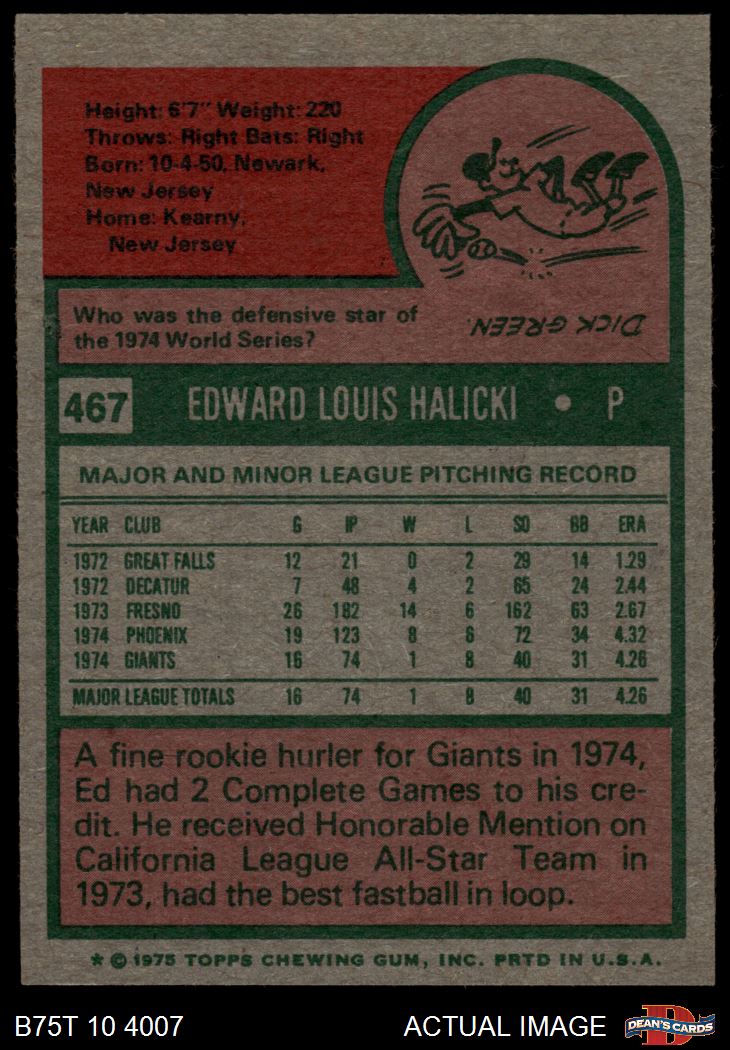 Height: 6'7" Weight: 220
Throws: Right Bats: Right
Born: 10-4-50, Newark,
New Jersey
Home: Kearny,
New Jersey
Who was the defensive star of
the 1974 World Series?
DICK GREEN.
467 EDWARD LOUIS HALICKI • P
MAJOR AND MINOR LEAGUE PITCHING RECORD
YEAR CLUB G IP W L SO BB ERA
1972 GREAT FALLS 12 21 0 2 29 14 1.29
1972 DECATUR 7 48 4 2 65 24 2.44
1973 FRESNO 26 182 14 6 162 63 2.67
1974 PHOENIX 19 123 8 6 72 34 4.32
1974 GIANTS 16 74 1 8 40 31 4.26
MAJOR LEAGUE TOTALS 16 74 1 8 40 31 4.26
A fine rookie hurler for Giants in 1974,
Ed had 2 Complete Games to his cre-
dit. He received Honorable Mention on
California League All-Star Team in
1973, had the best fastball in loop.
* © 1975 TOPPS CHEWING GUM, INC. PRTD IN U.S.A.
B75T 10 4007 ACTUAL IMAGE D DEAN'S CARDS